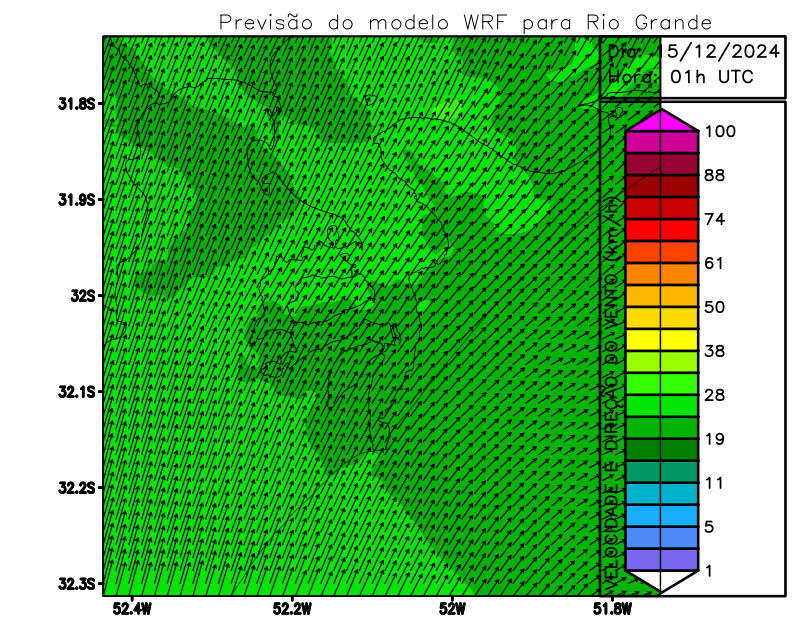 Previsão do modelo WRF para Rio Grande
Dia: 5/12/2024
Hora: 01h UTC
31.8S
31.9S
32S
32.1S
32.2S
32.3S
52.4W
52.2W
52W
51.8W
VELOCIDADE E DIREÇÃO DO VENTO (km/h)
100
88
74
61
50
38
28
19
11
5
1